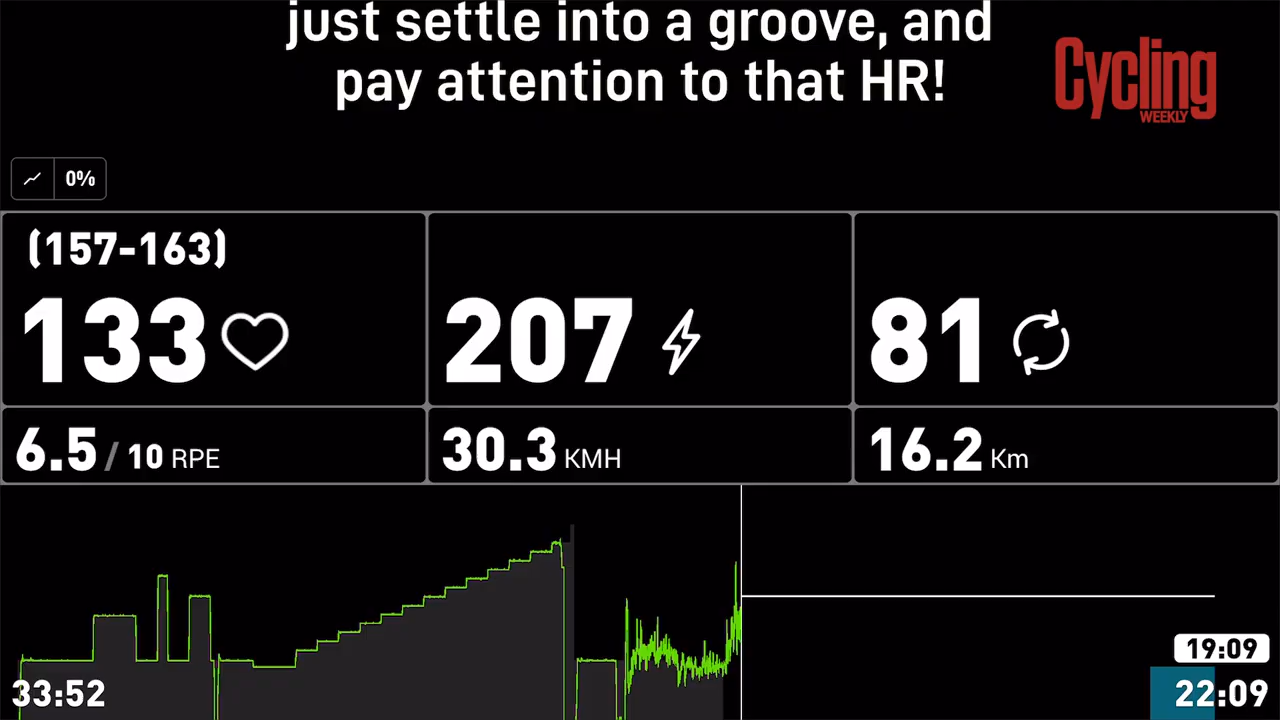 just settle into a groove, and
pay attention to that HR!
Cycling
WEEKLY
0%
(157-163)
133
207
81
6.5 / 10 RPE
30.3 KMH
16.2 Km
19:09
33:52
22:09